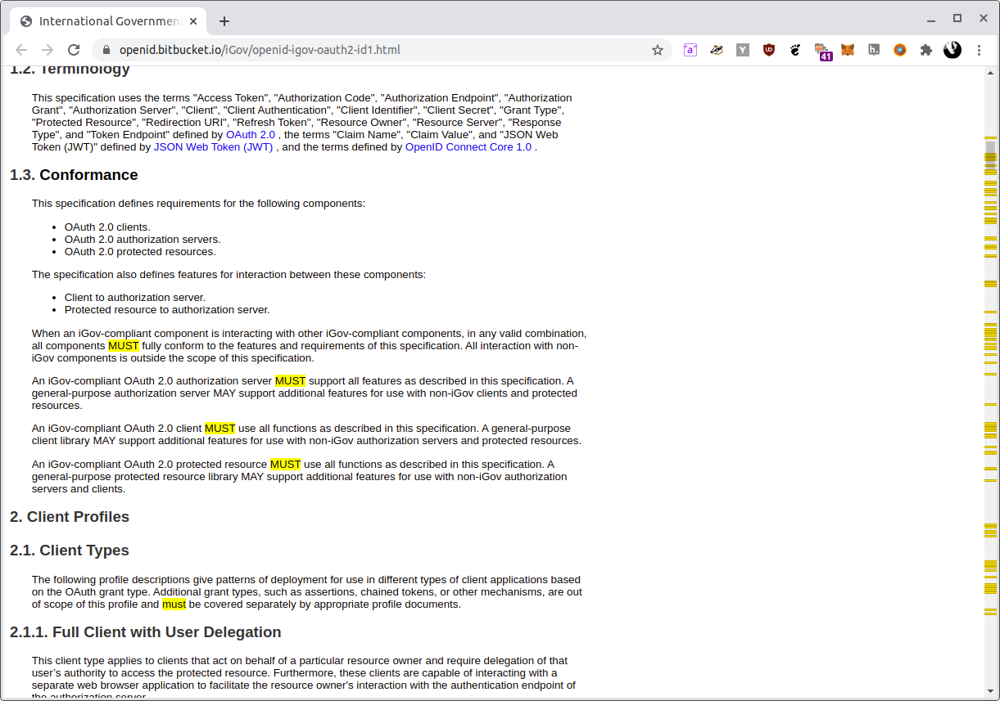 International Governmen
openid.bitbucket.io/iGov/openid-igov-oauth2-id1.html
a
Y
UD
41
h.
1.2. Terminology
This specification uses the terms "Access Token", "Authorization Code", "Authorization Endpoint", "Authorization
Grant", "Authorization Server", "Client", "Client Authentication", "Client Identifier", "Client Secret", "Grant Type",
"Protected Resource", "Redirection URI", "Refresh Token", "Resource Owner", "Resource Server", "Response
Type", and "Token Endpoint" defined by OAuth 2.0 , the terms "Claim Name", "Claim Value", and "JSON Web
Token (JWT)" defined by JSON Web Token (JWT) , and the terms defined by OpenID Connect Core 1.0 .
1.3. Conformance
This specification defines requirements for the following components:
• OAuth 2.0 clients.
• OAuth 2.0 authorization servers.
• OAuth 2.0 protected resources.
The specification also defines features for interaction between these components:
• Client to authorization server.
• Protected resource to authorization server.
When an iGov-compliant component is interacting with other iGov-compliant components, in any valid combination,
all components MUST fully conform to the features and requirements of this specification. All interaction with non-
iGov components is outside the scope of this specification.
An iGov-compliant OAuth 2.0 authorization server MUST support all features as described in this specification. A
general-purpose authorization server MAY support additional features for use with non-iGov clients and protected
resources.
An iGov-compliant OAuth 2.0 client MUST use all functions as described in this specification. A general-purpose
client library MAY support additional features for use with non-iGov authorization servers and protected resources.
An iGov-compliant OAuth 2.0 protected resource MUST use all functions as described in this specification. A
general-purpose protected resource library MAY support additional features for use with non-iGov authorization
servers and clients.
2. Client Profiles
2.1. Client Types
The following profile descriptions give patterns of deployment for use in different types of client applications based
on the OAuth grant type. Additional grant types, such as assertions, chained tokens, or other mechanisms, are out
of scope of this profile and must be covered separately by appropriate profile documents.
2.1.1. Full Client with User Delegation
This client type applies to clients that act on behalf of a particular resource owner and require delegation of that
user’s authority to access the protected resource. Furthermore, these clients are capable of interacting with a
separate web browser application to facilitate the resource owner's interaction with the authentication endpoint of
the authorization server.